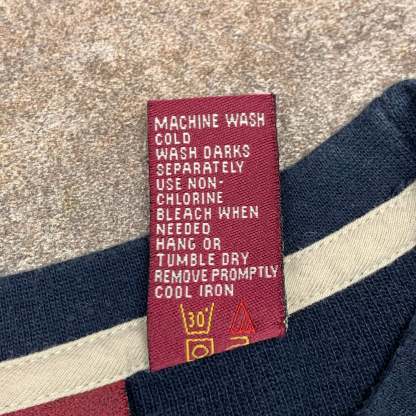 MACHINE WASH
COLD
WASH DARKS
SEPARATELY
USE NON-
CHLORINE
BLEACH WHEN
NEEDED
HANG OR
TUMBLE DRY
REMOVE PROMPTLY
COOL IRON
30°